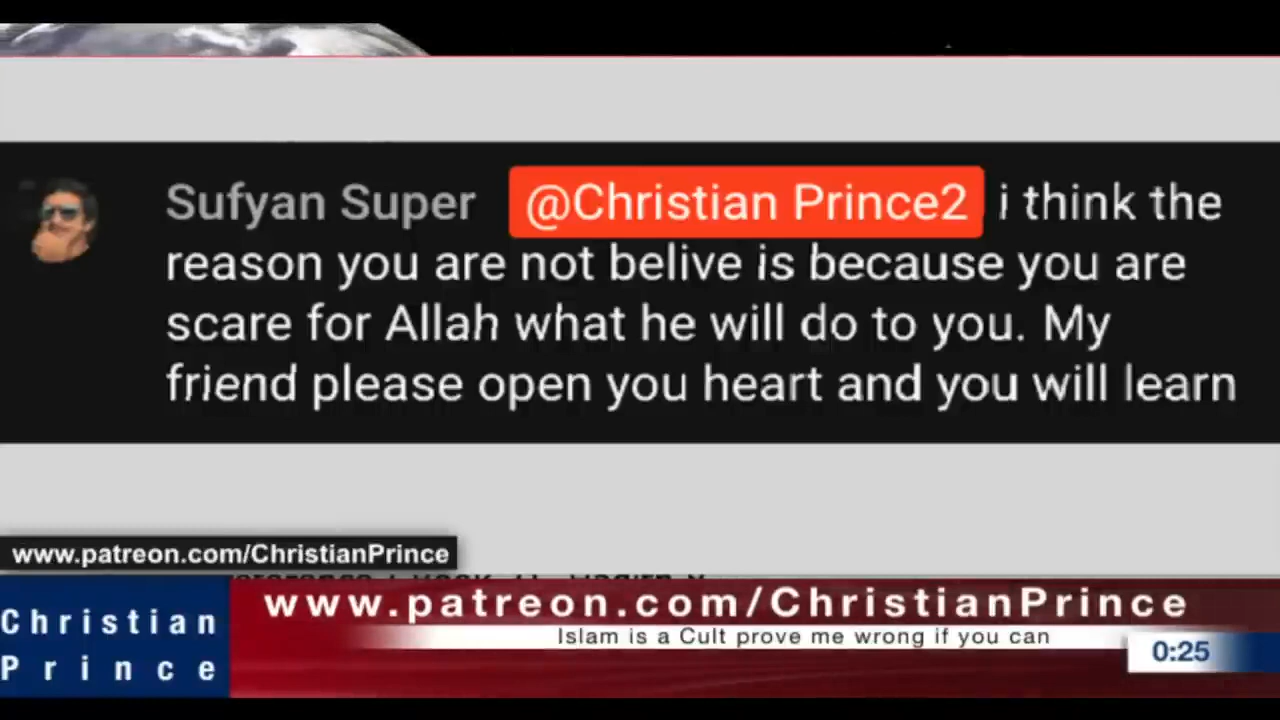 Sufyan Super @Christian Prince2 i think the
reason you are not belive is because you are
scare for Allah what he will do to you. My
friend please open you heart and you will learn
www.patreon.com/ChristianPrince
www.patreon.com/ChristianPrince
Islam is a Cult prove me wrong if you can
Christian
Prince
0:25